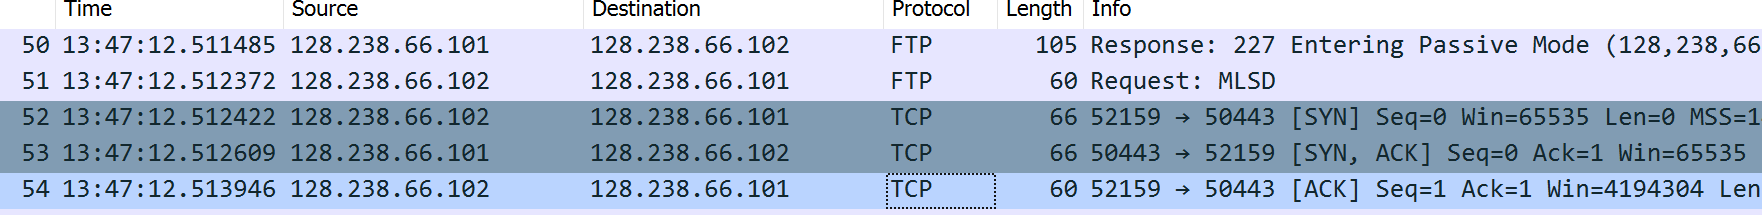 Time Source Destination Protocol Length Info
50 13:47:12.511485 128.238.66.101 128.238.66.102 FTP 105 Response: 227 Entering Passive Mode (128,238,66
51 13:47:12.512372 128.238.66.102 128.238.66.101 FTP 60 Request: MLSD
52 13:47:12.512422 128.238.66.102 128.238.66.101 TCP 66 52159 → 50443 [SYN] Seq=0 Win=65535 Len=0 MSS=1
53 13:47:12.512609 128.238.66.101 128.238.66.102 TCP 66 50443 → 52159 [SYN, ACK] Seq=0 Ack=1 Win=65535
54 13:47:12.513946 128.238.66.102 128.238.66.101 TCP 60 52159 → 50443 [ACK] Seq=1 Ack=1 Win=4194304 Len